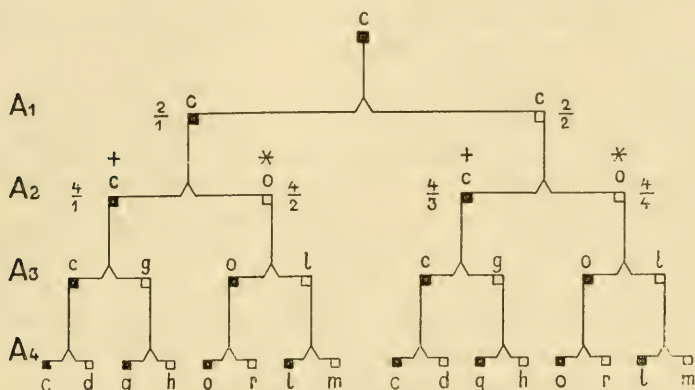 c
A₁ 2/1 c c 2/2
+ * + *
A₂ 4/1 c o 4/2 4/3 c o 4/4
A₃ c g o l c g o l
A₄
c d g h o r l m c d g h o r l m